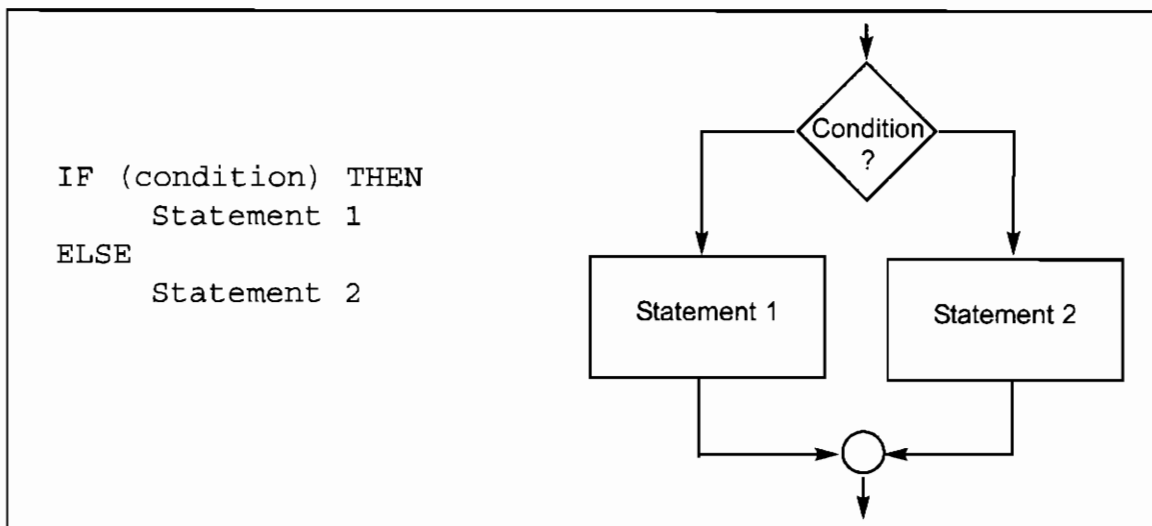 IF (condition) THEN
Statement 1
ELSE
Statement 2
Condition
?
Statement 1
Statement 2